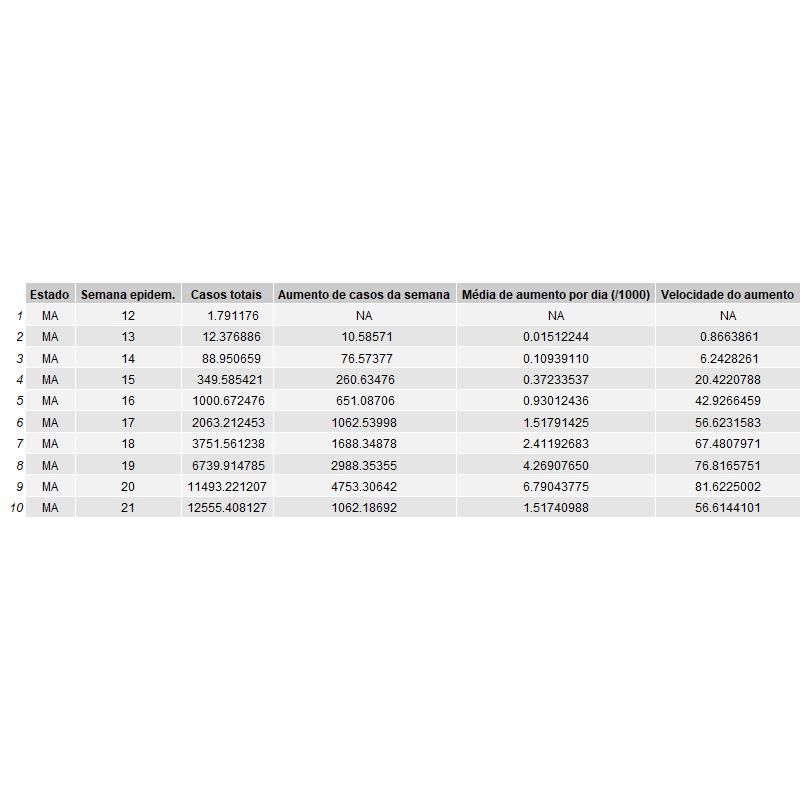 Estado Semana epidem. Casos totais Aumento de casos da semana Média de aumento por dia (/1000) Velocidade do aumento
1 MA 12 1.791176 NA NA NA
2 MA 13 12.376886 10.58571 0.01512244 0.8663861
3 MA 14 88.950659 76.57377 0.10939110 6.2428261
4 MA 15 349.585421 260.63476 0.37233537 20.4220788
5 MA 16 1000.672476 651.08706 0.93012436 42.9266459
6 MA 17 2063.212453 1062.53998 1.51791425 56.6231583
7 MA 18 3751.561238 1688.34878 2.41192683 67.4807971
8 MA 19 6739.914785 2988.35355 4.26907650 76.8165751
9 MA 20 11493.221207 4753.30642 6.79043775 81.6225002
10 MA 21 12555.408127 1062.18692 1.51740988 56.6144101